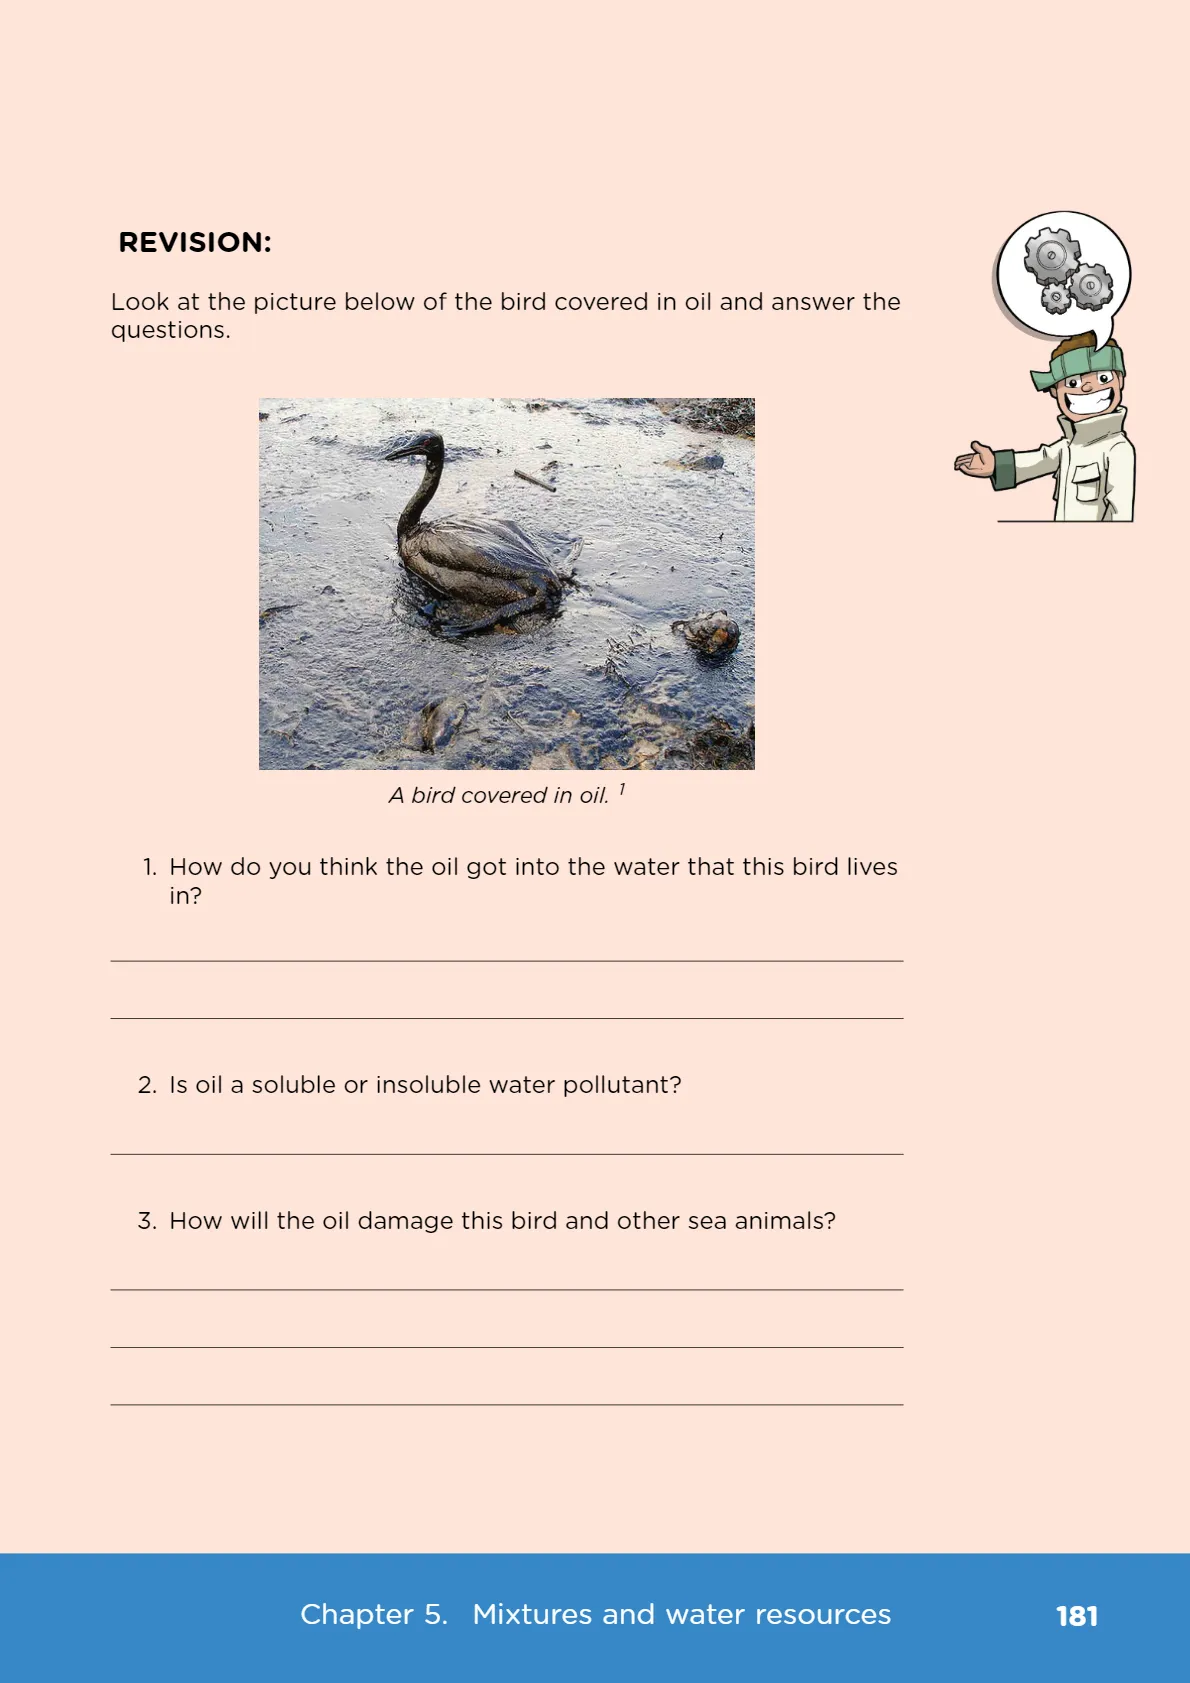 REVISION:
Look at the picture below of the bird covered in oil and answer the
questions.
A bird covered in oil. 1
1. How do you think the oil got into the water that this bird lives
in?
2. Is oil a soluble or insoluble water pollutant?
3. How will the oil damage this bird and other sea animals?
Chapter 5. Mixtures and water resources 181